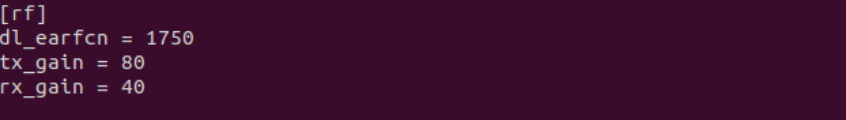 [rf]
dl_earfcn = 1750
tx_gain = 80
rx_gain = 40